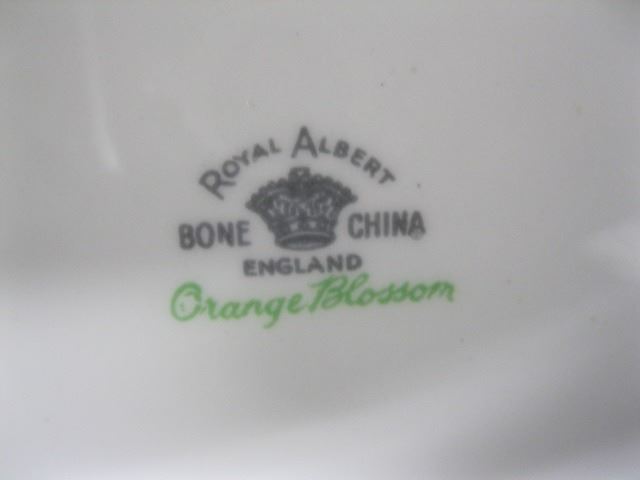 ROYAL ALBERT
BONE CHINA
ENGLAND
Orange Blossom